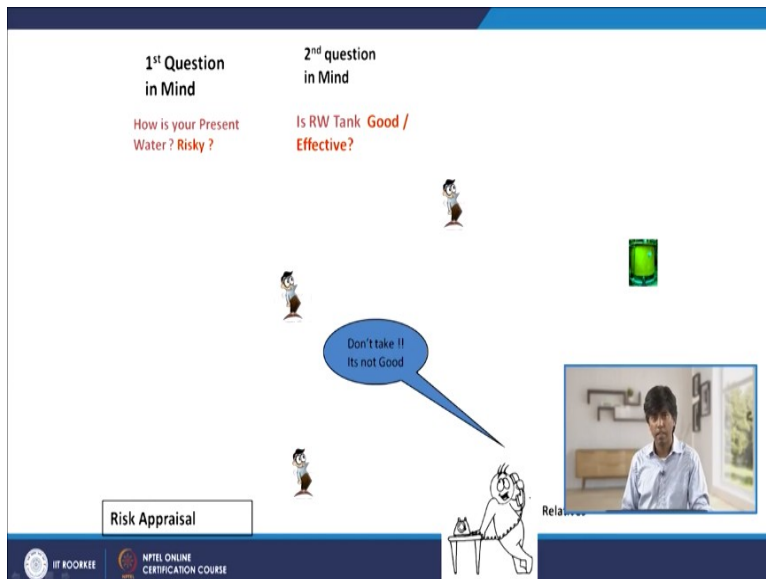 1st Question
in Mind
2nd question
in Mind
How is your Present
Water ? Risky ?
Is RW Tank Good /
Effective?
Don't take !!
Its not Good
Risk Appraisal
IIT ROORKEE
NPTEL ONLINE
CERTIFICATION COURSE